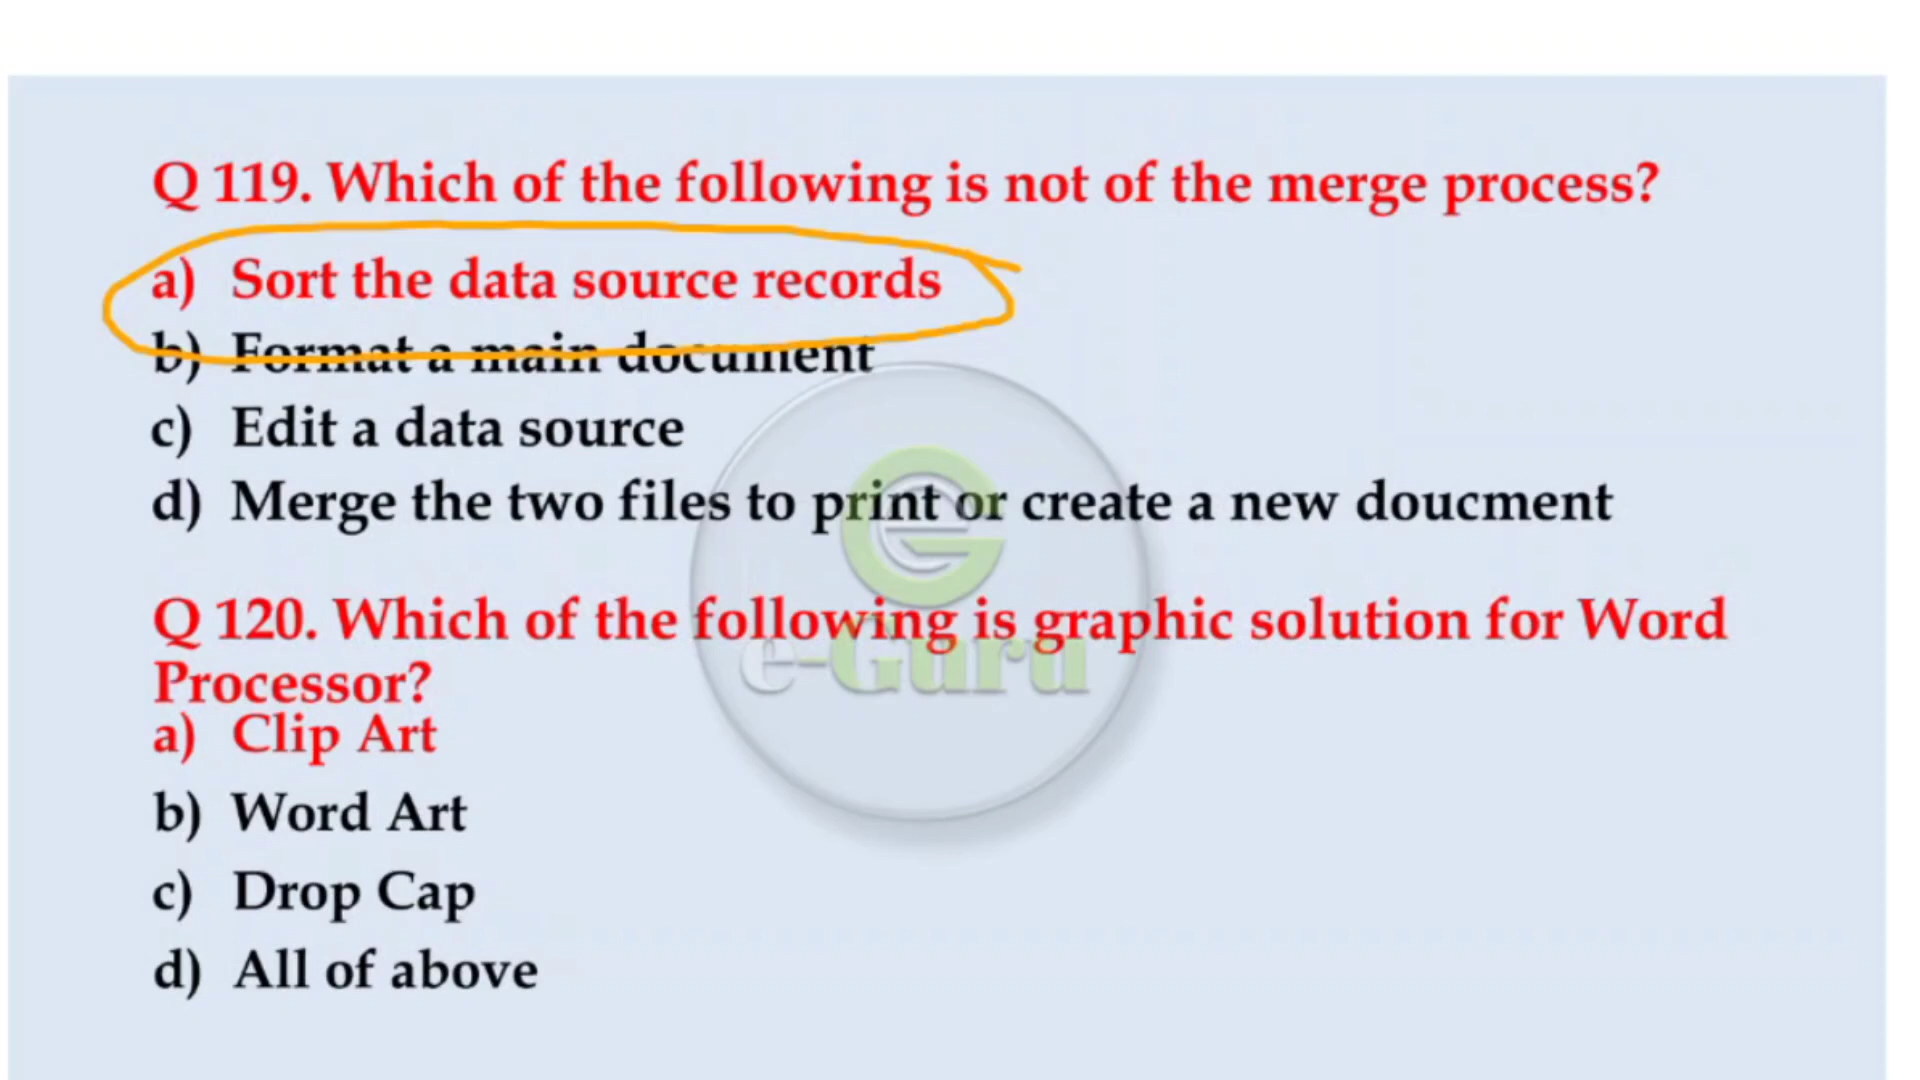 Q 119. Which of the following is not of the merge process?
a) Sort the data source records
b) Format a main document
c) Edit a data source
d) Merge the two files to print or create a new doucment
Q 120. Which of the following is graphic solution for Word
Processor?
a) Clip Art
b) Word Art
c) Drop Cap
d) All of above
e-Guru